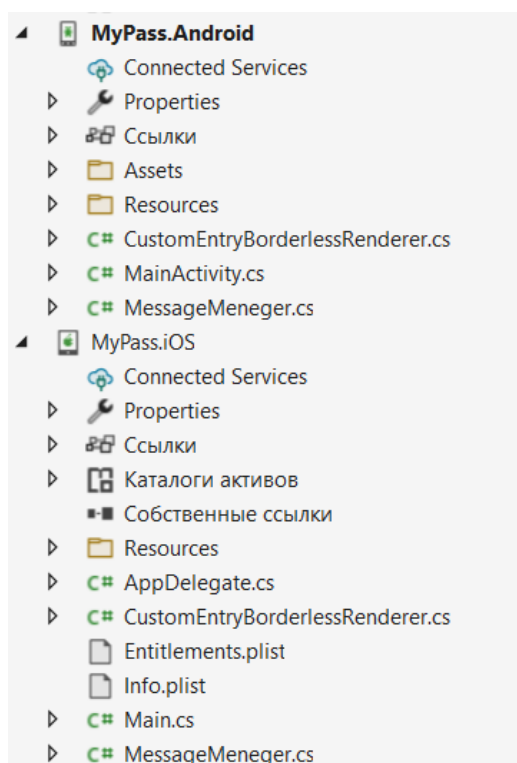 MyPass.Android
Connected Services
Properties
Ссылки
Assets
Resources
C# CustomEntryBorderlessRenderer.cs
C# MainActivity.cs
C# MessageMeneger.cs
MyPass.iOS
Connected Services
Properties
Ссылки
Каталоги активов
Собственные ссылки
Resources
C# AppDelegate.cs
C# CustomEntryBorderlessRenderer.cs
Entitlements.plist
Info.plist
C# Main.cs
C# MessageMeneger.cs